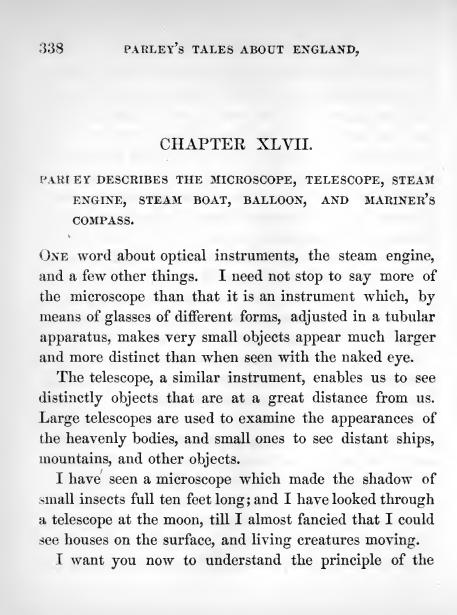 338 PARLEY'S TALES ABOUT ENGLAND,
CHAPTER XLVII.
PARLEY DESCRIBES THE MICROSCOPE, TELESCOPE, STEAM
ENGINE, STEAM BOAT, BALLOON, AND MARINER'S
COMPASS.
ONE word about optical instruments, the steam engine,
and a few other things. I need not stop to say more of
the microscope than that it is an instrument which, by
means of glasses of different forms, adjusted in a tubular
apparatus, makes very small objects appear much larger
and more distinct than when seen with the naked eye.
The telescope, a similar instrument, enables us to see
distinctly objects that are at a great distance from us.
Large telescopes are used to examine the appearances of
the heavenly bodies, and small ones to see distant ships,
mountains, and other objects.
I have seen a microscope which made the shadow of
small insects full ten feet long; and I have looked through
a telescope at the moon, till I almost fancied that I could
see houses on the surface, and living creatures moving.
I want you now to understand the principle of the